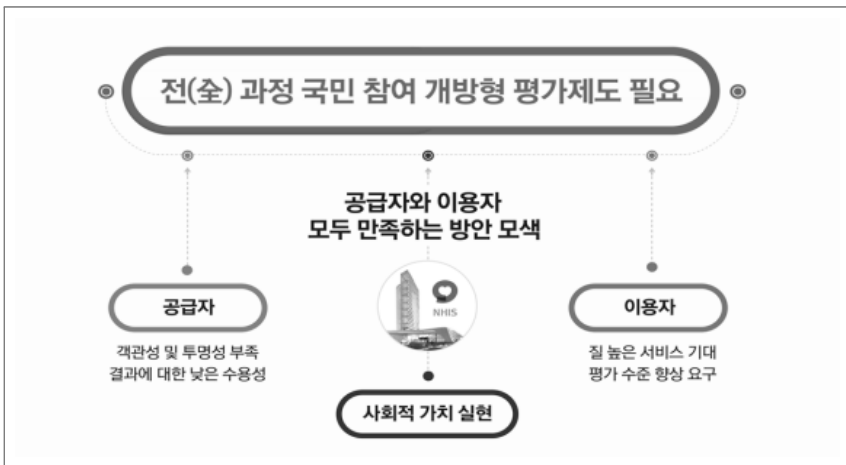 전(全) 과정 국민 참여 개방형 평가제도 필요
공급자와 이용자
모두 만족하는 방안 모색
NHIS
공급자
객관성 및 투명성 부족
결과에 대한 낮은 수용성
이용자
질 높은 서비스 기대
평가 수준 향상 요구
사회적 가치 실현